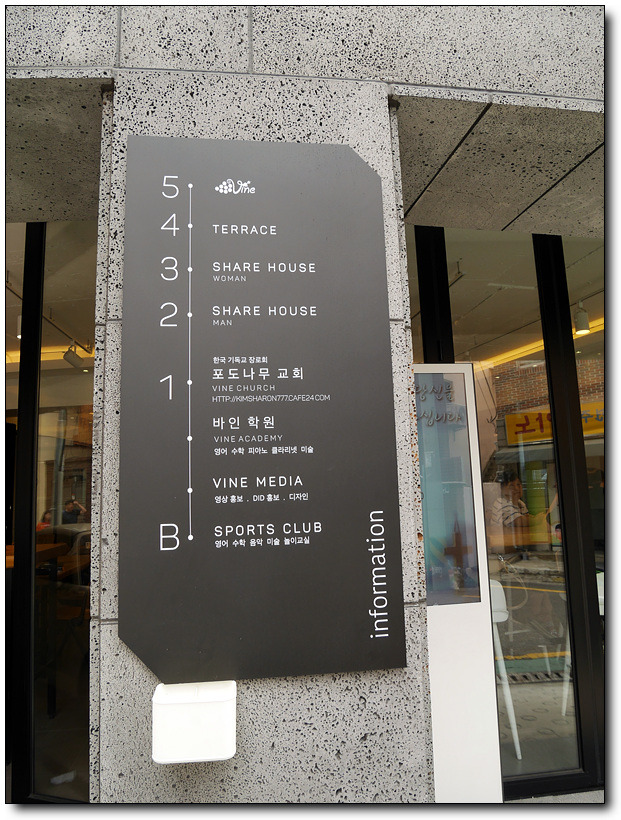 5
Vine
4
TERRACE
3
SHARE HOUSE
WOMAN
2
SHARE HOUSE
MAN
1
한국 기독교 장로회
포도나무 교회
VINE CHURCH
HTTP://KIMSHARON777.CAFE24.COM
바인 학원
VINE ACADEMY
영어 수학 피아노 클라리넷 미술
VINE MEDIA
영상 홍보 . DID 홍보 . 디자인
B
SPORTS CLUB
영어 수학 음악 미술 놀이교실
information